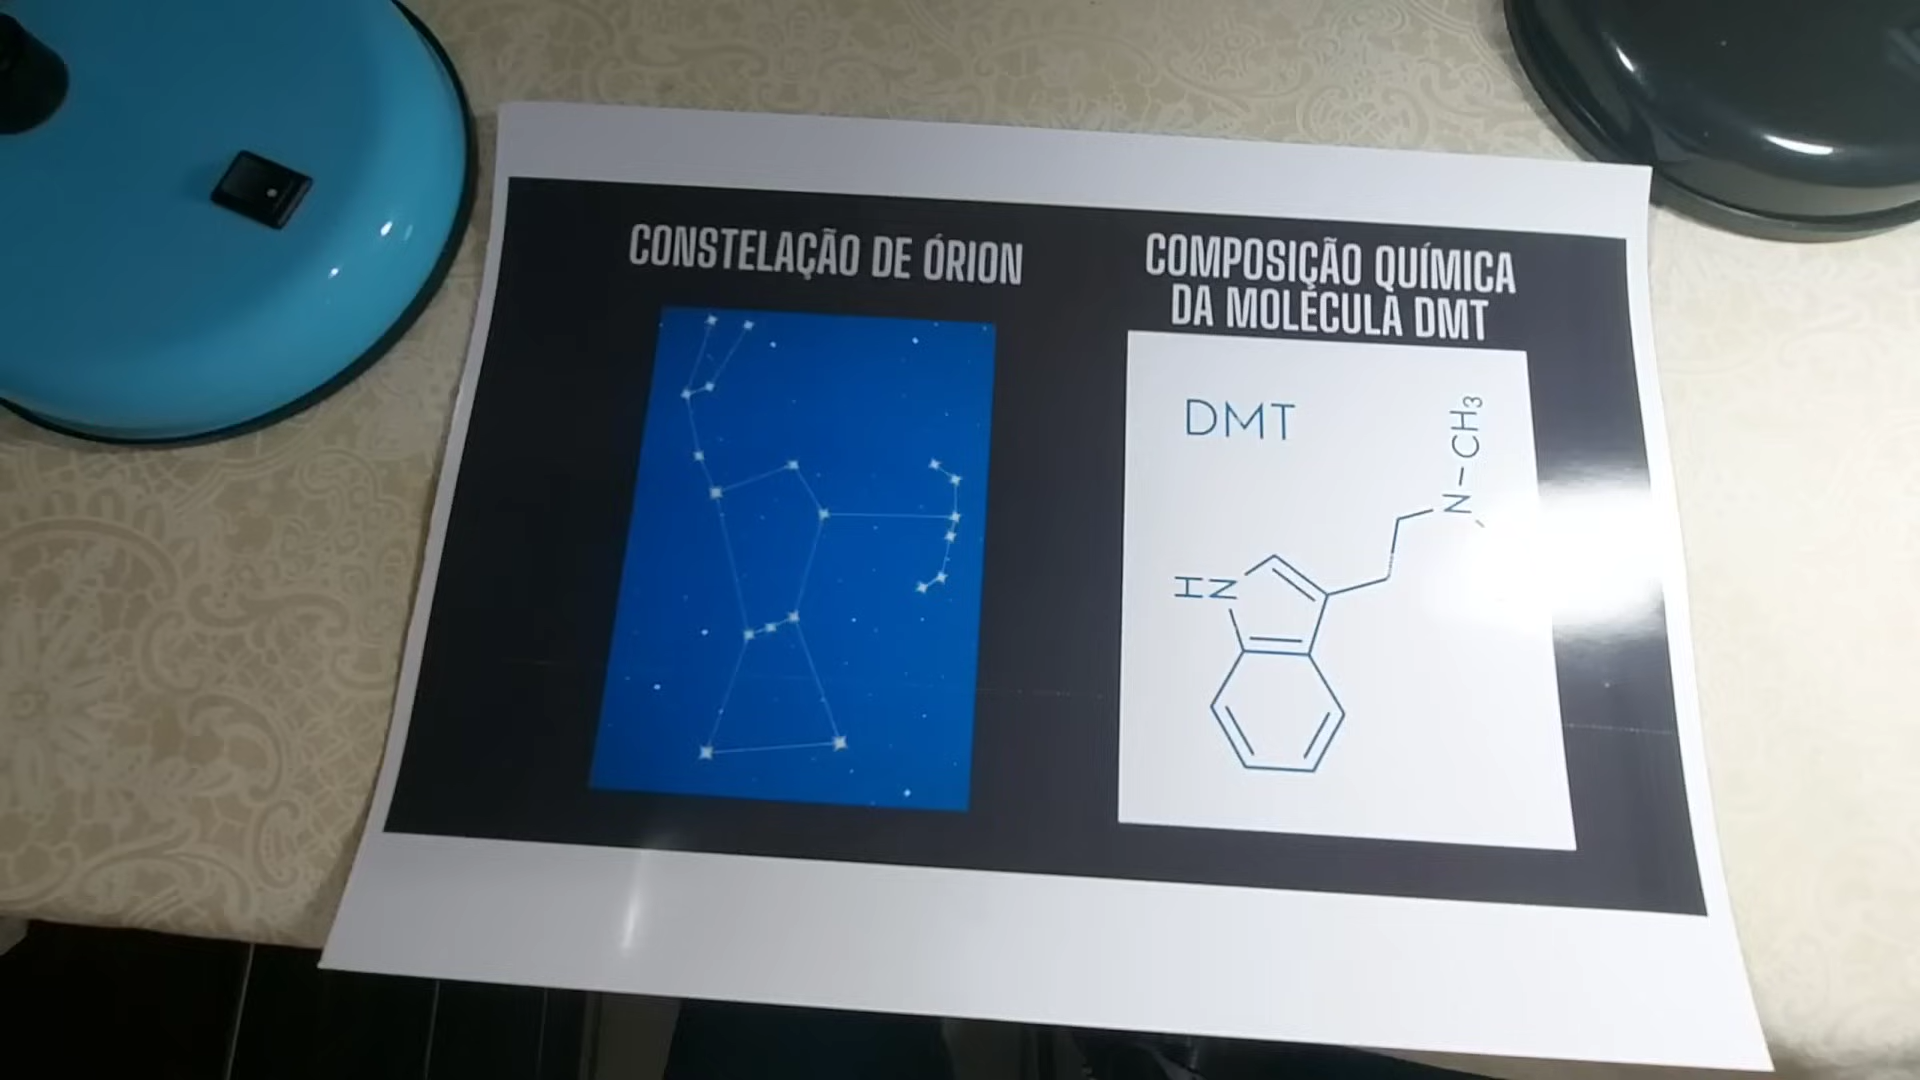 CONSTELAÇÃO DE ÓRION
COMPOSIÇÃO QUÍMICA
DA MOLÉCULA DMT
DMT
N-CH₃
HN